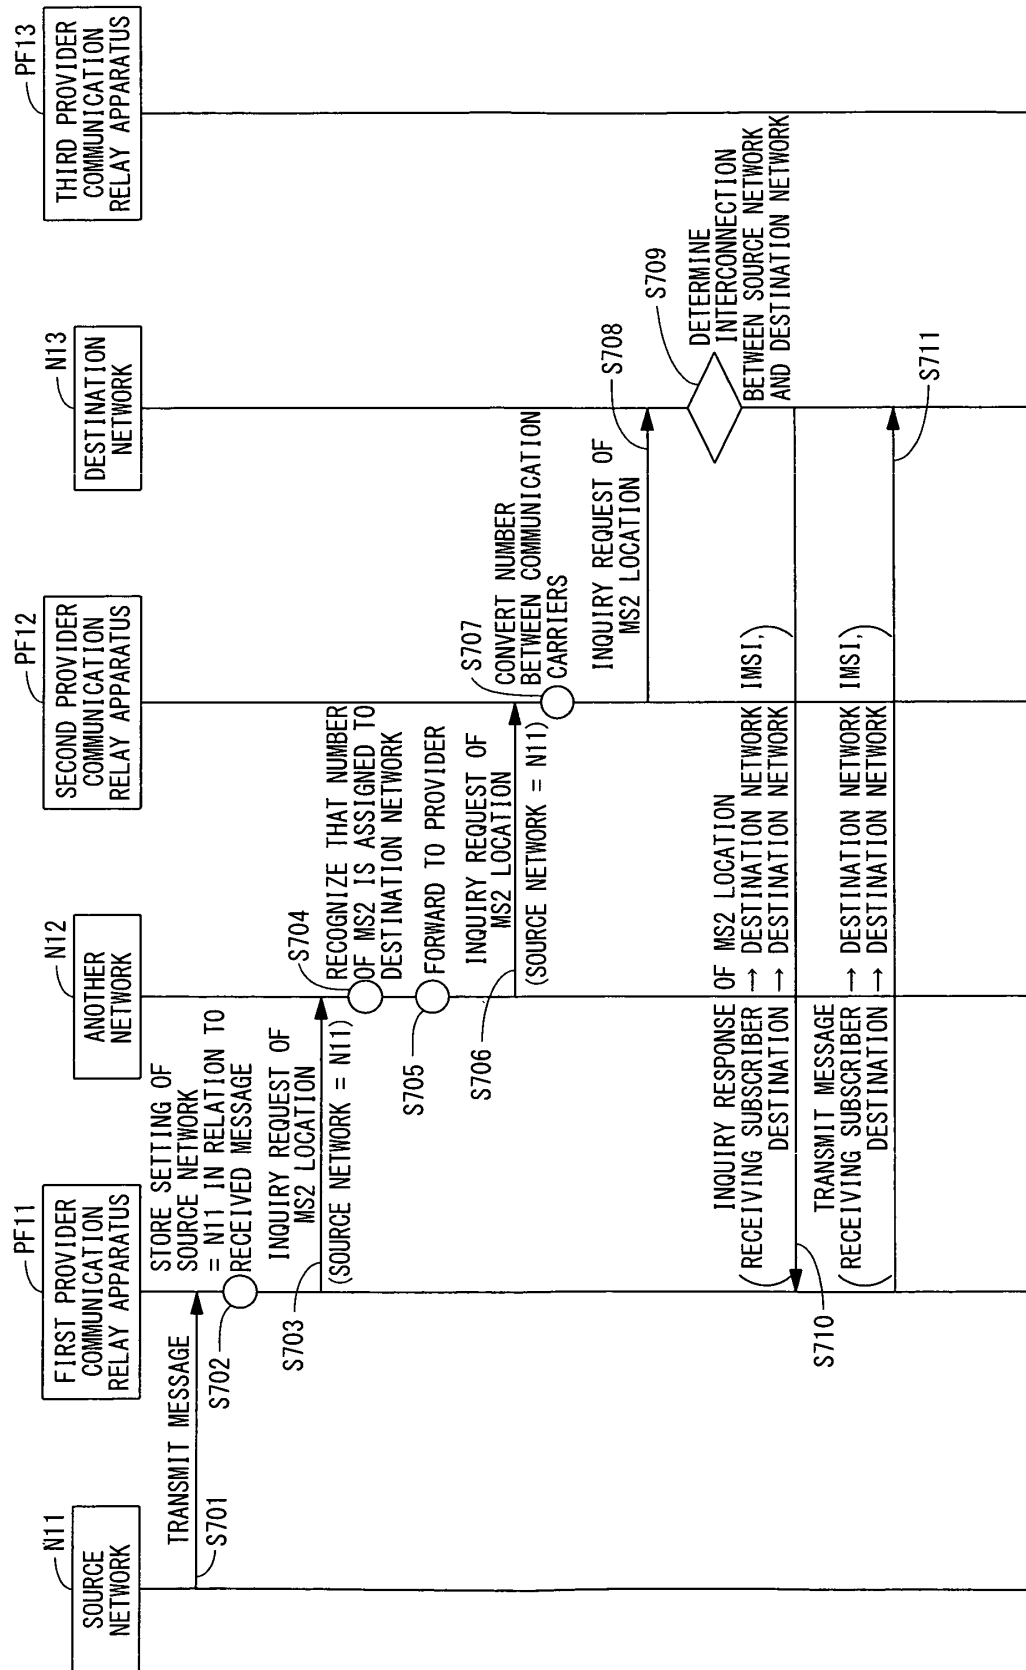 N11
SOURCE
NETWORK
PF11
FIRST PROVIDER
COMMUNICATION
RELAY APPARATUS
N12
ANOTHER
NETWORK
PF12
SECOND PROVIDER
COMMUNICATION
RELAY APPARATUS
N13
DESTINATION
NETWORK
PF13
THIRD PROVIDER
COMMUNICATION
RELAY APPARATUS
TRANSMIT MESSAGE
S701
STORE SETTING OF
SOURCE NETWORK
= N11 IN RELATION TO
RECEIVED MESSAGE
S702
INQUIRY REQUEST OF
MS2 LOCATION
(SOURCE NETWORK = N11)
S703
S704
RECOGNIZE THAT NUMBER
OF MS2 IS ASSIGNED TO
DESTINATION NETWORK
S705
FORWARD TO PROVIDER
INQUIRY REQUEST OF
MS2 LOCATION
(SOURCE NETWORK = N11)
S706
S707
CONVERT NUMBER
BETWEEN COMMUNICATION
CARRIERS
INQUIRY REQUEST OF
MS2 LOCATION
S708
S709
DETERMINE
INTERCONNECTION
BETWEEN SOURCE NETWORK
AND DESTINATION NETWORK
INQUIRY RESPONSE OF MS2 LOCATION
(RECEIVING SUBSCRIBER → DESTINATION NETWORK IMSI,
DESTINATION → DESTINATION NETWORK)
S710
TRANSMIT MESSAGE
(RECEIVING SUBSCRIBER → DESTINATION NETWORK IMSI,
DESTINATION → DESTINATION NETWORK)
S711